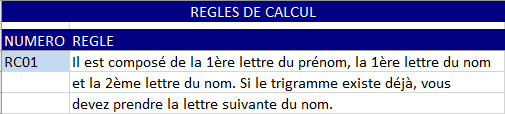 REGLES DE CALCUL
NUMERO REGLE
RC01 Il est composé de la 1ère lettre du prénom, la 1ère lettre du nom
et la 2ème lettre du nom. Si le trigramme existe déjà, vous
devez prendre la lettre suivante du nom.